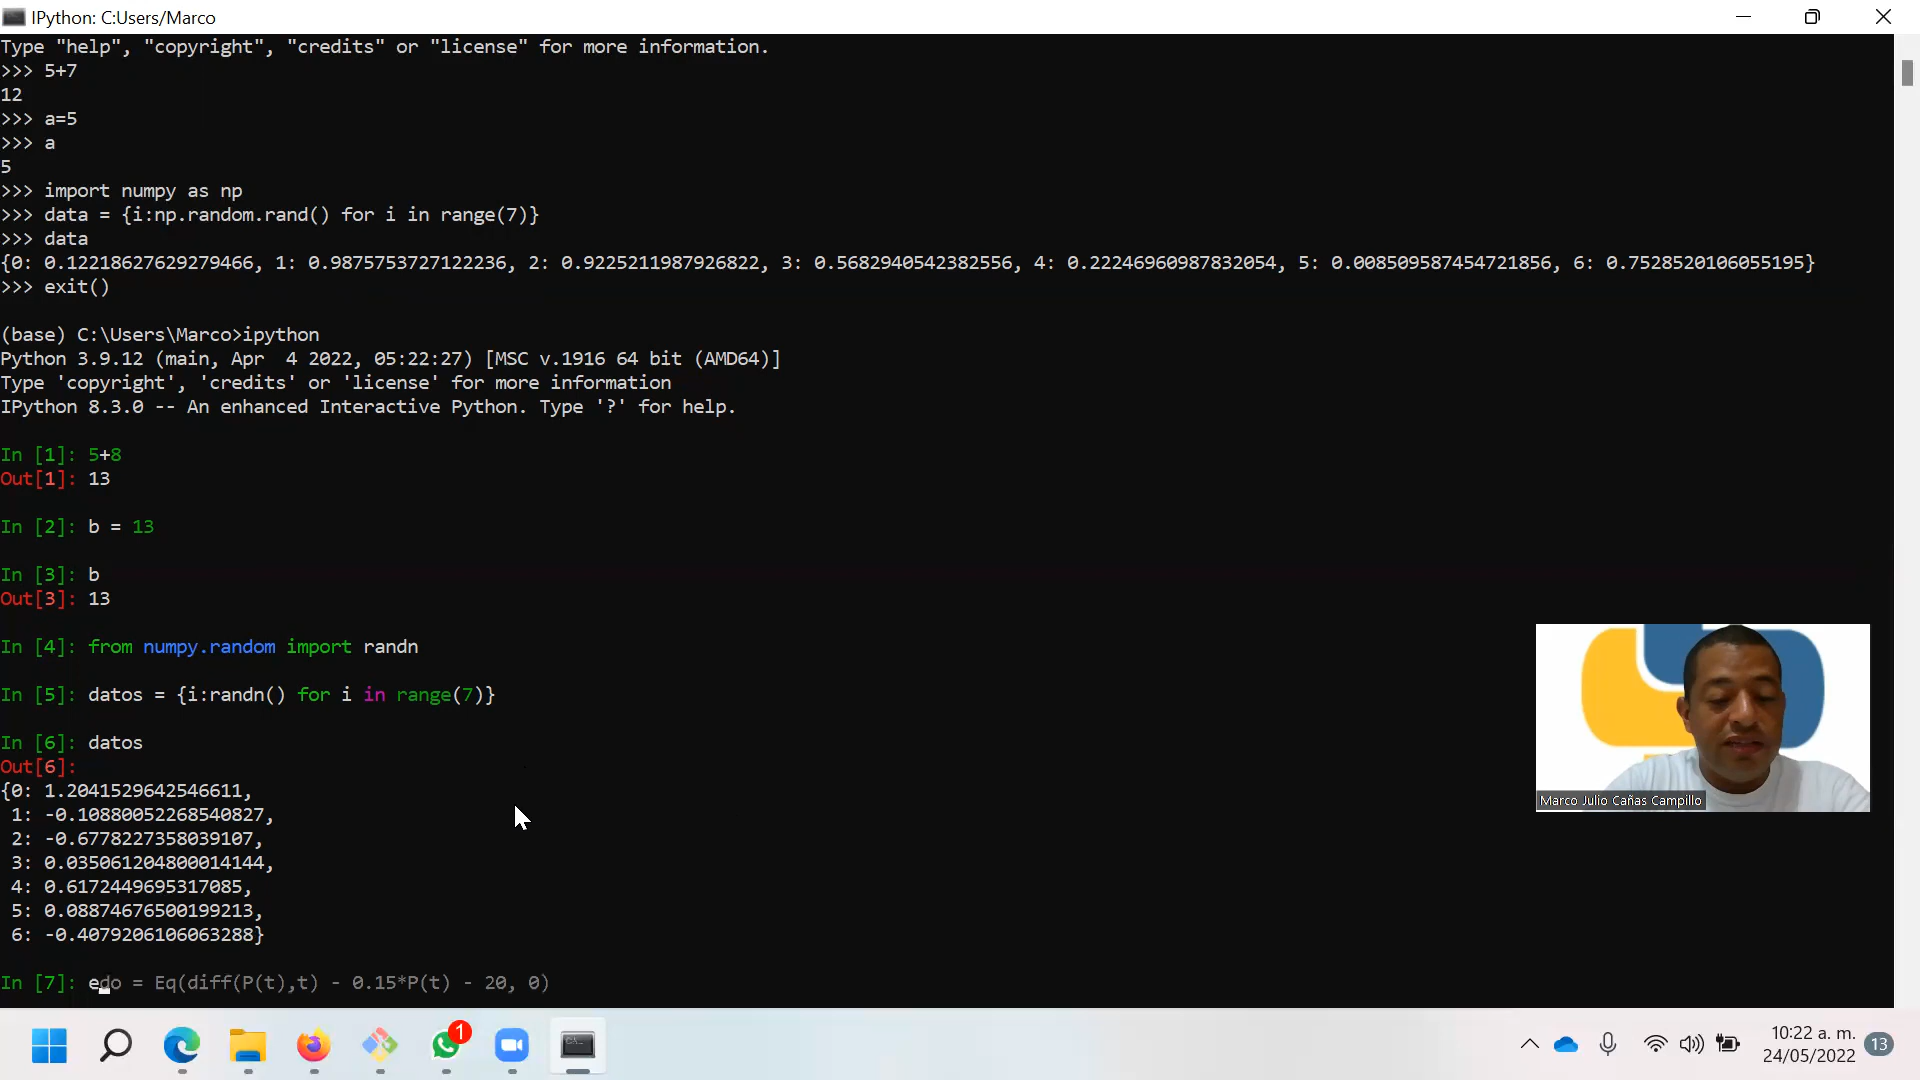 IPython: C:Users/Marco
Type "help", "copyright", "credits" or "license" for more information.
>>> 5+7
12
>>> a=5
>>> a
5
>>> import numpy as np
>>> data = {i:np.random.rand() for i in range(7)}
>>> data
{0: 0.12218627629279466, 1: 0.9875753727122236, 2: 0.9225211987926822, 3: 0.5682940542382556, 4: 0.22246960987832054, 5: 0.008509587454721856, 6: 0.7528520106055195}
>>> exit()
(base) C:\Users\Marco>ipython
Python 3.9.12 (main, Apr  4 2022, 05:22:27) [MSC v.1916 64 bit (AMD64)]
Type 'copyright', 'credits' or 'license' for more information
IPython 8.3.0 -- An enhanced Interactive Python. Type '?' for help.
In [1]: 5+8
Out[1]: 13
In [2]: b = 13
In [3]: b
Out[3]: 13
In [4]: from numpy.random import randn
In [5]: datos = {i:randn() for i in range(7)}
In [6]: datos
Out[6]:
{0: 1.2041529642546611,
1: -0.10880052268540827,
2: -0.6778227358039107,
3: 0.035061204800014144,
4: 0.6172449695317085,
5: 0.08874676500199213,
6: -0.4079206106063288}
In [7]: edo = Eq(diff(P(t),t) - 0.15*P(t) - 20, 0)
Marco Julio Cañas Campillo
1
10:22 a. m.
24/05/2022
13